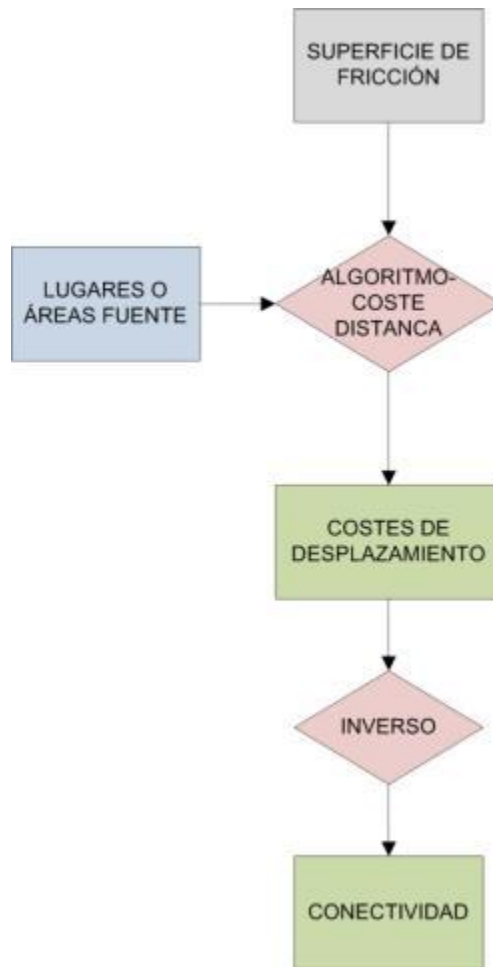 SUPERFICIE DE
FRICCIÓN
LUGARES O
ÁREAS FUENTE
ALGORITMO-
COSTE
DISTANCA
COSTES DE
DESPLAZAMIENTO
INVERSO
CONECTIVIDAD